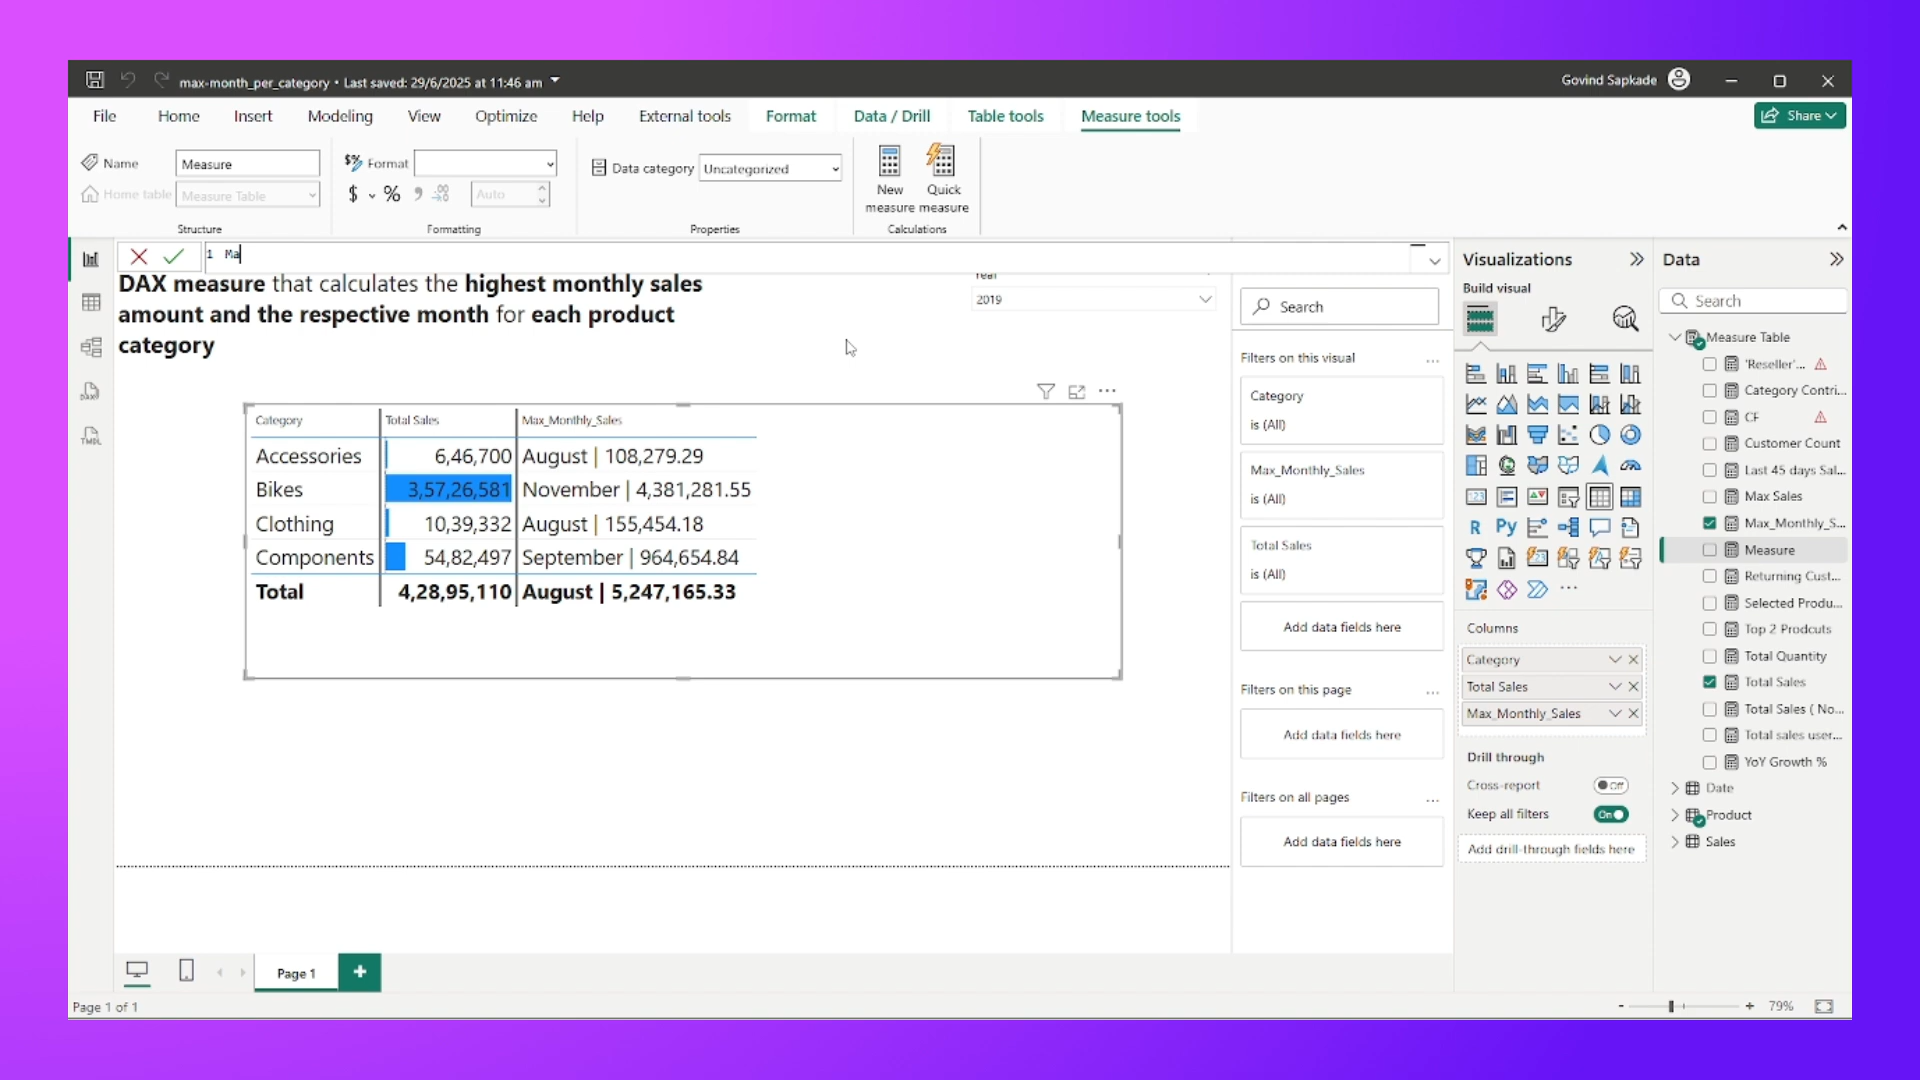 max-month_per_category • Last saved: 29/6/2025 at 11:46 am
Govind Sapkade
File Home Insert Modeling View Optimize Help External tools Format Data / Drill Table tools Measure tools
Share
Name Measure
Home table Measure Table
Structure
Format
$ % Auto
Formatting
Data category Uncategorized
Properties
New measure
Quick measure
Calculations
1 Ma
DAX measure that calculates the highest monthly sales
amount and the respective month for each product
category
Year
2019
Category Total Sales Max_Monthly_Sales
Accessories 6,46,700 August | 108,279.29
Bikes 3,57,26,581 November | 4,381,281.55
Clothing 10,39,332 August | 155,454.18
Components 54,82,497 September | 964,654.84
Total 4,28,95,110 August | 5,247,165.33
Search
Filters on this visual ...
Category
is (All)
Max_Monthly_Sales
is (All)
Total Sales
is (All)
Add data fields here
Filters on this page ...
Add data fields here
Filters on all pages ...
Add data fields here
Visualizations
Build visual
123
R Py
Columns
Category
Total Sales
Max_Monthly_Sales
Drill through
Cross-report Off
Keep all filters On
Add drill-through fields here
Data
Search
Measure Table
'Reseller'...
Category Contri...
CF
Customer Count
Last 45 days Sal...
Max Sales
Max_Monthly_S...
Measure
Returning Cust...
Selected Produ...
Top 2 Prodcuts
Total Quantity
Total Sales
Total Sales ( No...
Total sales user...
YoY Growth %
Date
Product
Sales
DAX
TMDL
Page 1
Page 1 of 1
- + 79%